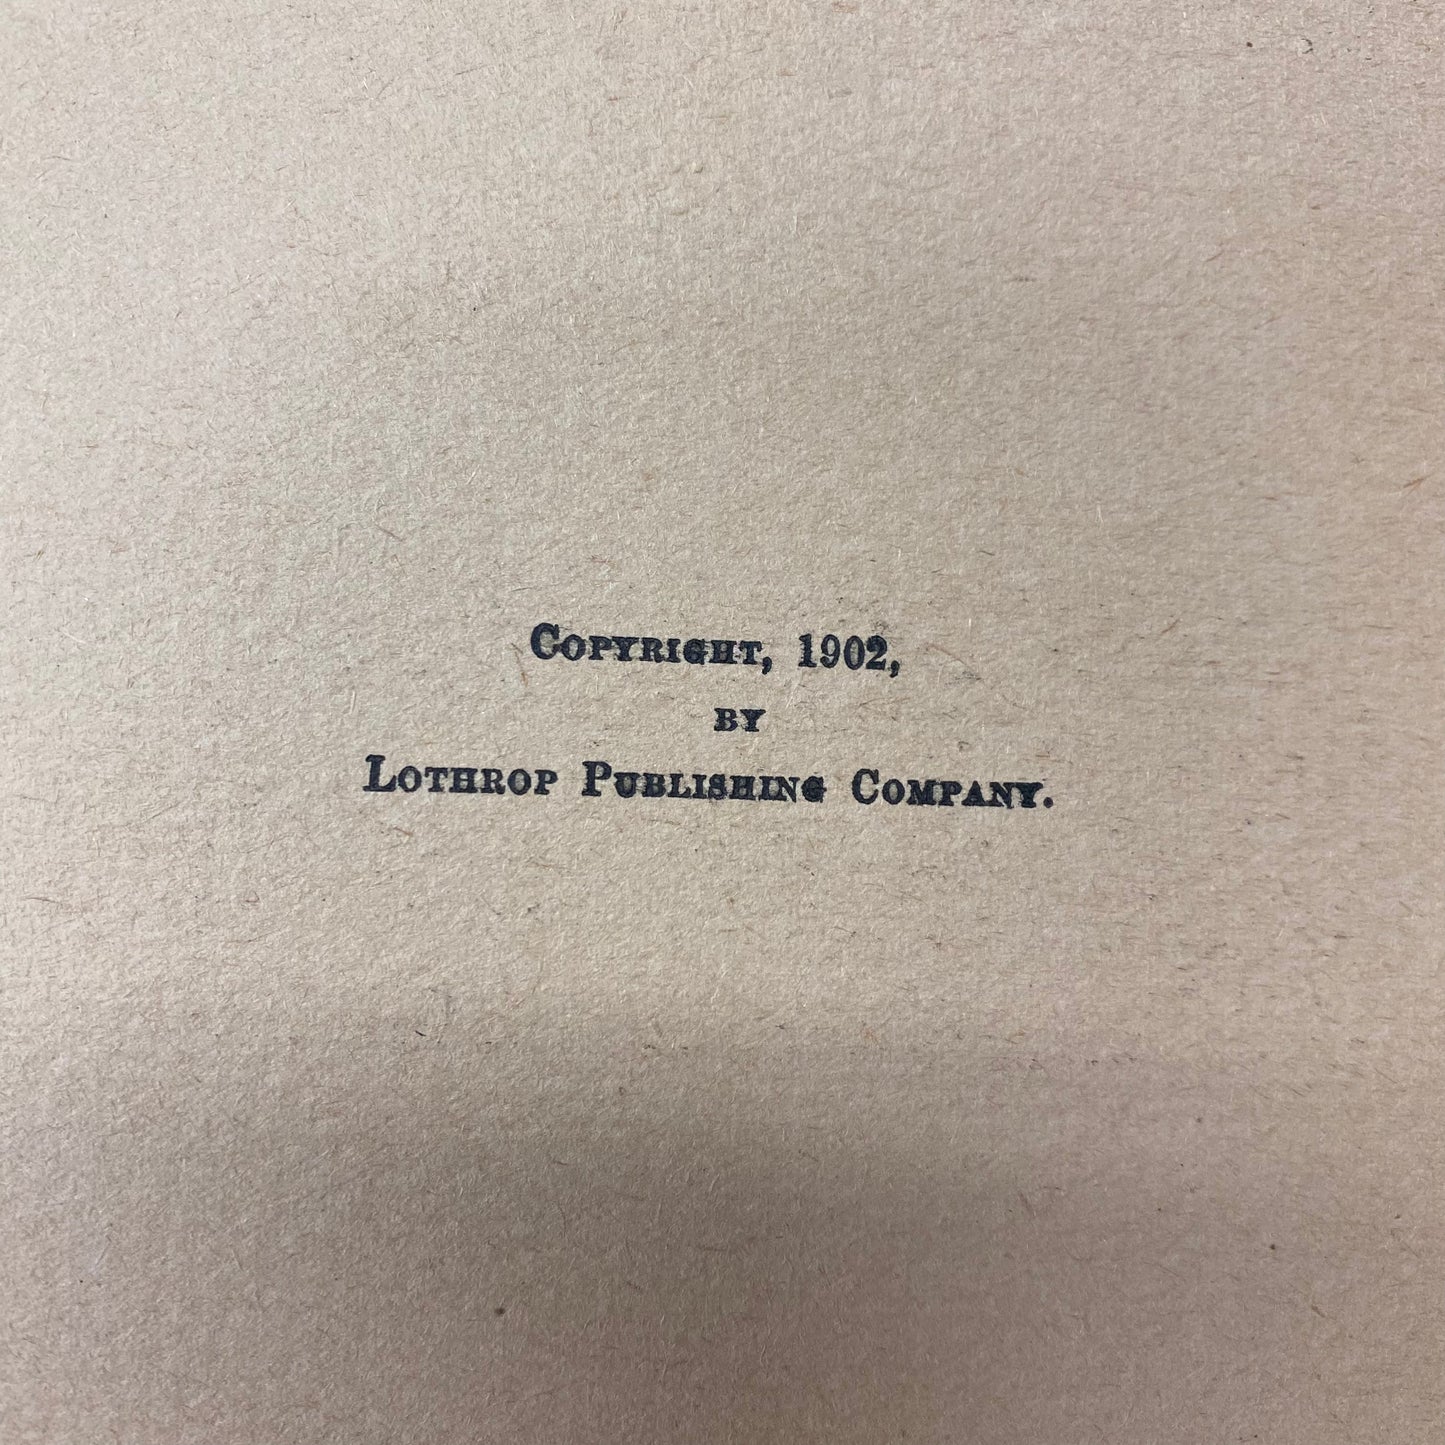 Copyright, 1902,
by
Lothrop Publishing Company.